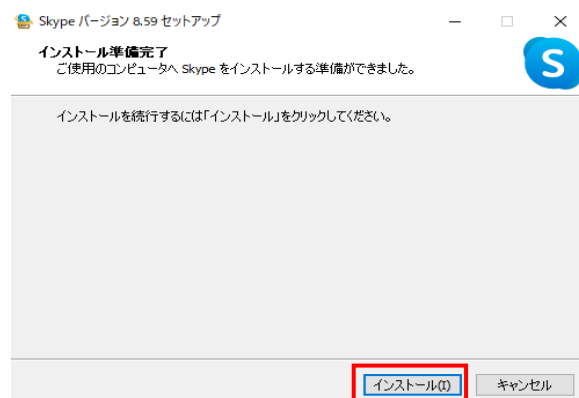 Skype バージョン 8.59 セットアップ
インストール準備完了
ご使用のコンピュータへ Skype をインストールする準備ができました。
S
インストールを続行するには「インストール」をクリックしてください。
インストール(I) キャンセル